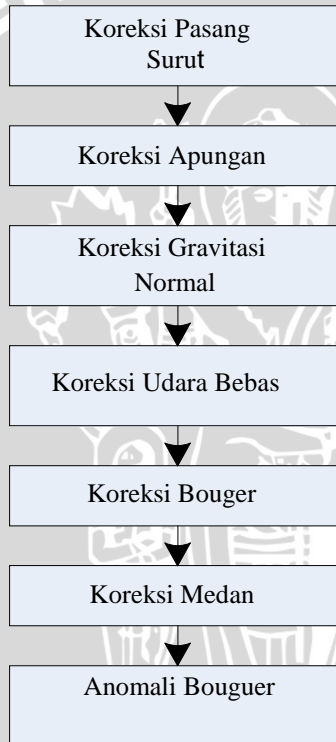 Koreksi Pasang
Surut
Koreksi Apungan
Koreksi Gravitasi
Normal
Koreksi Udara Bebas
Koreksi Bouger
Koreksi Medan
Anomali Bouguer